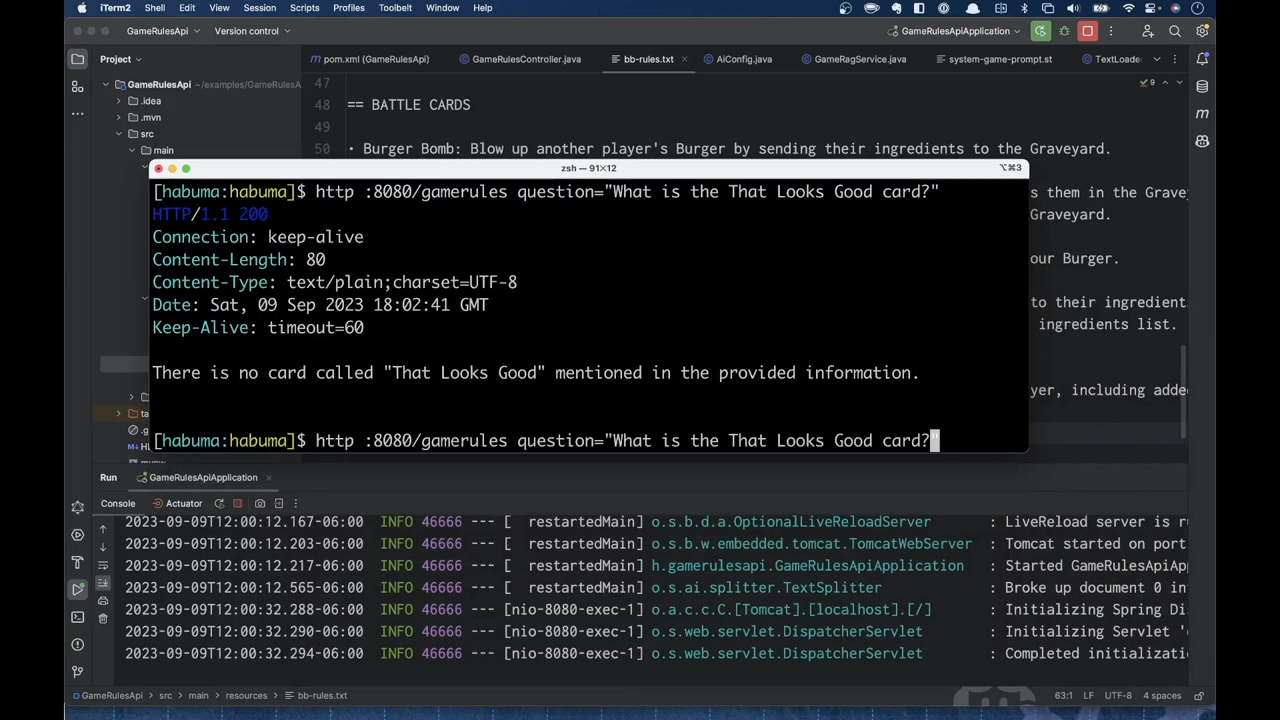 iTerm2 Shell Edit View Session Scripts Profiles Toolbelt Window Help
GameRulesApi Version control GameRulesApiApplication
Project pom.xml (GameRulesApi) GameRulesController.java bb-rules.txt AiConfig.java GameRagService.java system-game-prompt.st TextLoade
GameRulesApi ~/examples/GameRulesA
.idea
.mvn
src
main
47
48 == BATTLE CARDS
49
50 • Burger Bomb: Blow up another player's Burger by sending their ingredients to the Graveyard.
s them in the Grave
Graveyard.
our Burger.
to their ingredients
ingredients list.
yer, including adde
9
zsh — 91×12 ⌥⌘3
[habuma:habuma]$ http :8080/gamerules question="What is the That Looks Good card?"
HTTP/1.1 200
Connection: keep-alive
Content-Length: 80
Content-Type: text/plain;charset=UTF-8
Date: Sat, 09 Sep 2023 18:02:41 GMT
Keep-Alive: timeout=60
There is no card called "That Looks Good" mentioned in the provided information.
[habuma:habuma]$ http :8080/gamerules question="What is the That Looks Good card?"
ta
.g
Run GameRulesApiApplication
Console Actuator
2023-09-09T12:00:12.167-06:00 INFO 46666 --- [ restartedMain] o.s.b.d.a.OptionalLiveReloadServer : LiveReload server is ru
2023-09-09T12:00:12.203-06:00 INFO 46666 --- [ restartedMain] o.s.b.w.embedded.tomcat.TomcatWebServer : Tomcat started on port
2023-09-09T12:00:12.217-06:00 INFO 46666 --- [ restartedMain] h.gamerulesapi.GameRulesApiApplication : Started GameRulesApiAp
2023-09-09T12:00:12.565-06:00 INFO 46666 --- [ restartedMain] o.s.ai.splitter.TextSplitter : Broke up document 0 in
2023-09-09T12:00:32.288-06:00 INFO 46666 --- [nio-8080-exec-1] o.a.c.c.C.[Tomcat].[localhost].[/] : Initializing Spring Di
2023-09-09T12:00:32.290-06:00 INFO 46666 --- [nio-8080-exec-1] o.s.web.servlet.DispatcherServlet : Initializing Servlet '
2023-09-09T12:00:32.294-06:00 INFO 46666 --- [nio-8080-exec-1] o.s.web.servlet.DispatcherServlet : Completed initializati
GameRulesApi > src > main > resources > bb-rules.txt 63:1 LF UTF-8 4 spaces